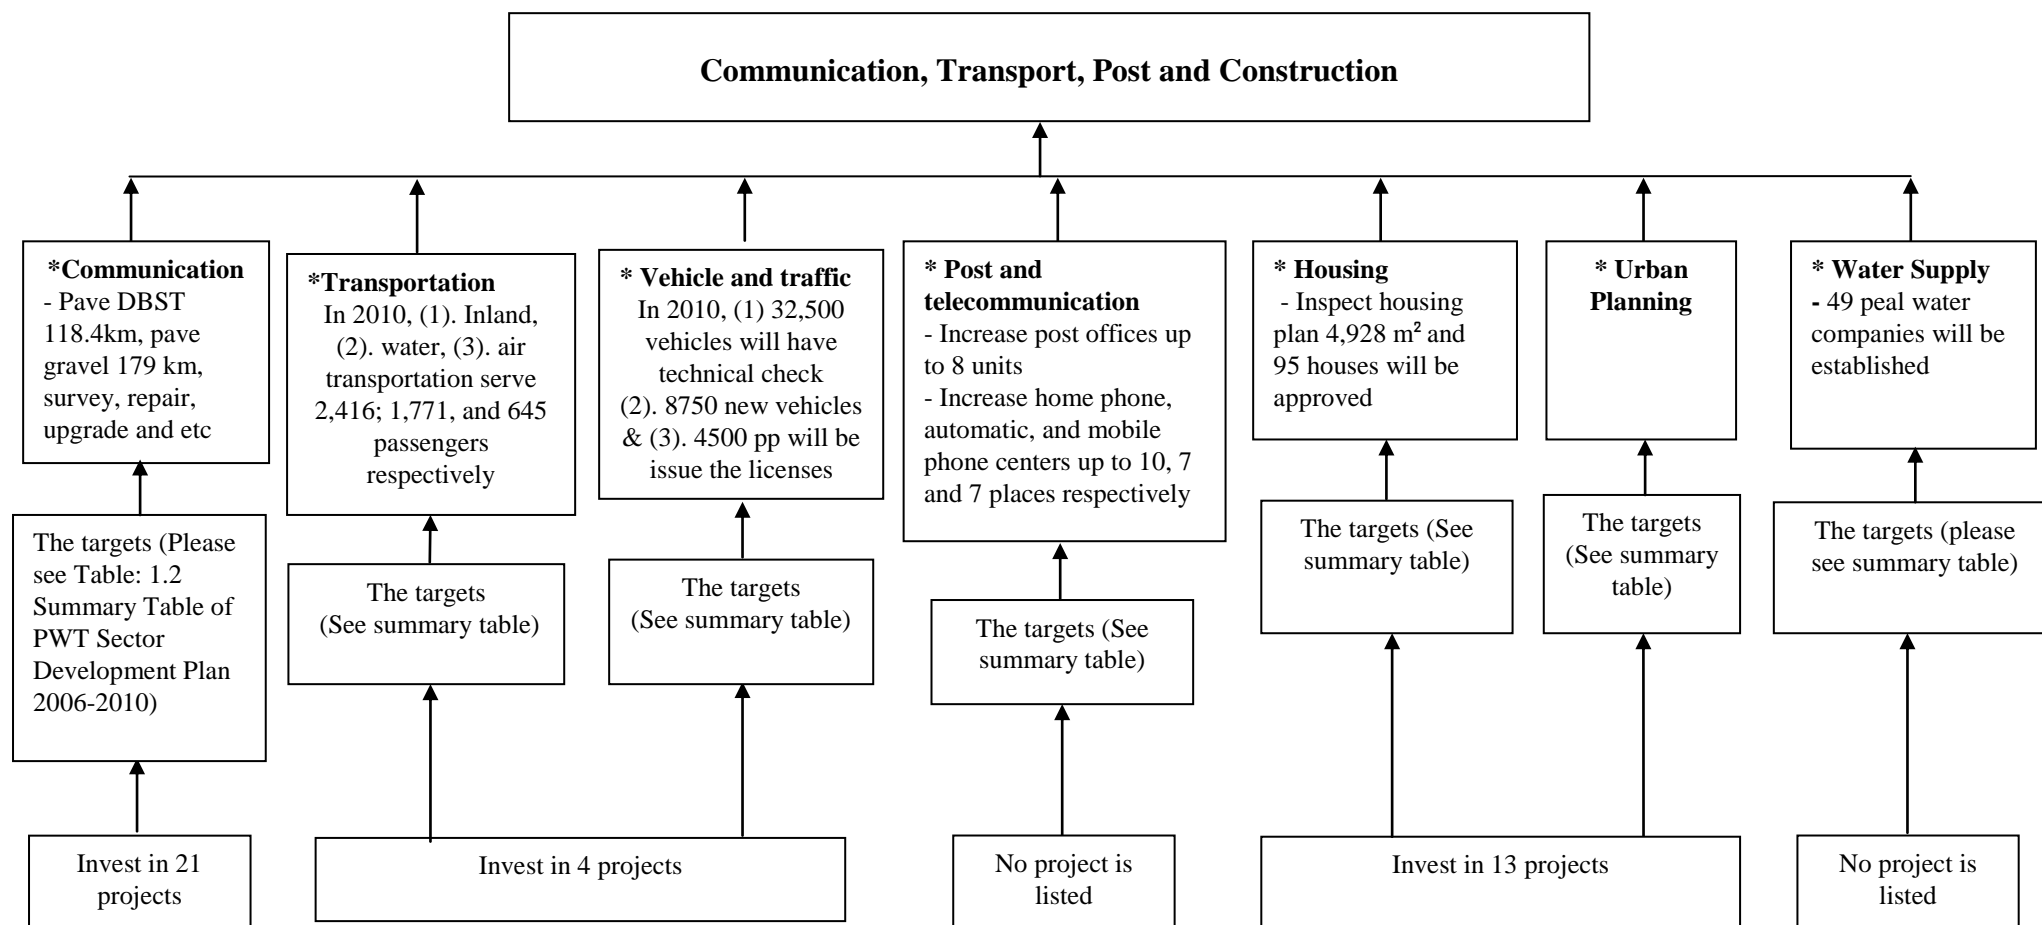 Communication, Transport, Post and Construction
*Communication
- Pave DBST
118.4km, pave
gravel 179 km,
survey, repair,
upgrade and etc
*Transportation
In 2010, (1). Inland,
(2). water, (3). air
transportation serve
2,416; 1,771, and 645
passengers
respectively
* Vehicle and traffic
In 2010, (1) 32,500
vehicles will have
technical check
(2). 8750 new vehicles
& (3). 4500 pp will be
issue the licenses
* Post and
telecommunication
- Increase post offices up
to 8 units
- Increase home phone,
automatic, and mobile
phone centers up to 10, 7
and 7 places respectively
* Housing
- Inspect housing
plan 4,928 m² and
95 houses will be
approved
* Urban
Planning
* Water Supply
- 49 peal water
companies will be
established
The targets (Please
see Table: 1.2
Summary Table of
PWT Sector
Development Plan
2006-2010)
The targets
(See summary table)
The targets
(See summary table)
The targets (See
summary table)
The targets (See
summary table)
The targets
(See summary
table)
The targets (please
see summary table)
Invest in 21
projects
Invest in 4 projects
No project is
listed
Invest in 13 projects
No project is
listed